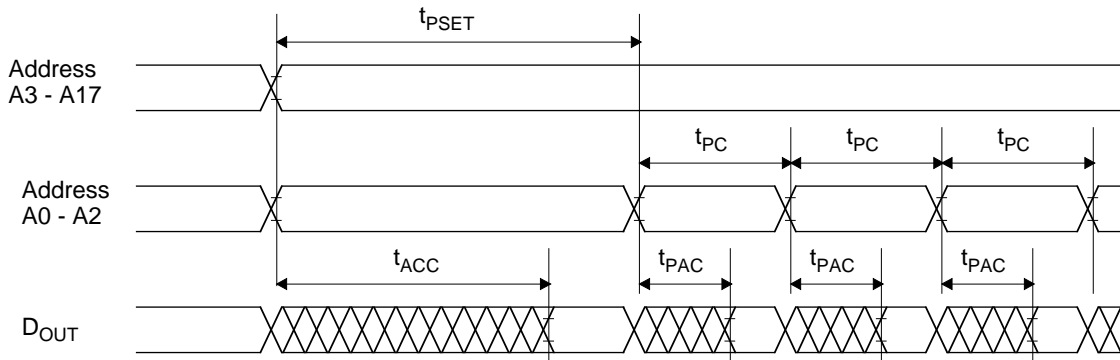 tPSET
Address
A3 - A17
tPC tPC tPC
Address
A0 - A2
tACC tPAC tPAC tPAC
DOUT